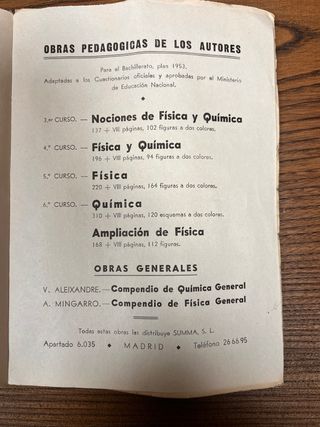 OBRAS PEDAGOGICAS DE LOS AUTORES
Para el Bachillerato, plan 1953.
Adaptadas a los Cuestionarios oficiales y aprobadas por el Ministerio
de Educación Nacional.
3.er CURSO. — Nociones de Física y Química
137 + VIII páginas, 102 figuras a dos colores.
4.º CURSO. — Física y Química
196 + VIII páginas, 94 figuras a dos colores.
5.º CURSO. — Física
220 + VIII páginas, 164 figuras a dos colores.
6.º CURSO. — Química
310 + VIII páginas, 120 esquemas a dos colores.
Ampliación de Física
168 + VIII páginas, 112 figuras.
OBRAS GENERALES
V. ALEIXANDRE. — Compendio de Química General
A. MINGARRO. — Compendio de Física General
Todas estas obras las distribuye SUMMA, S. L.
Apartado 6.035 ◆ MADRID ◆ Teléfono 26 66 95